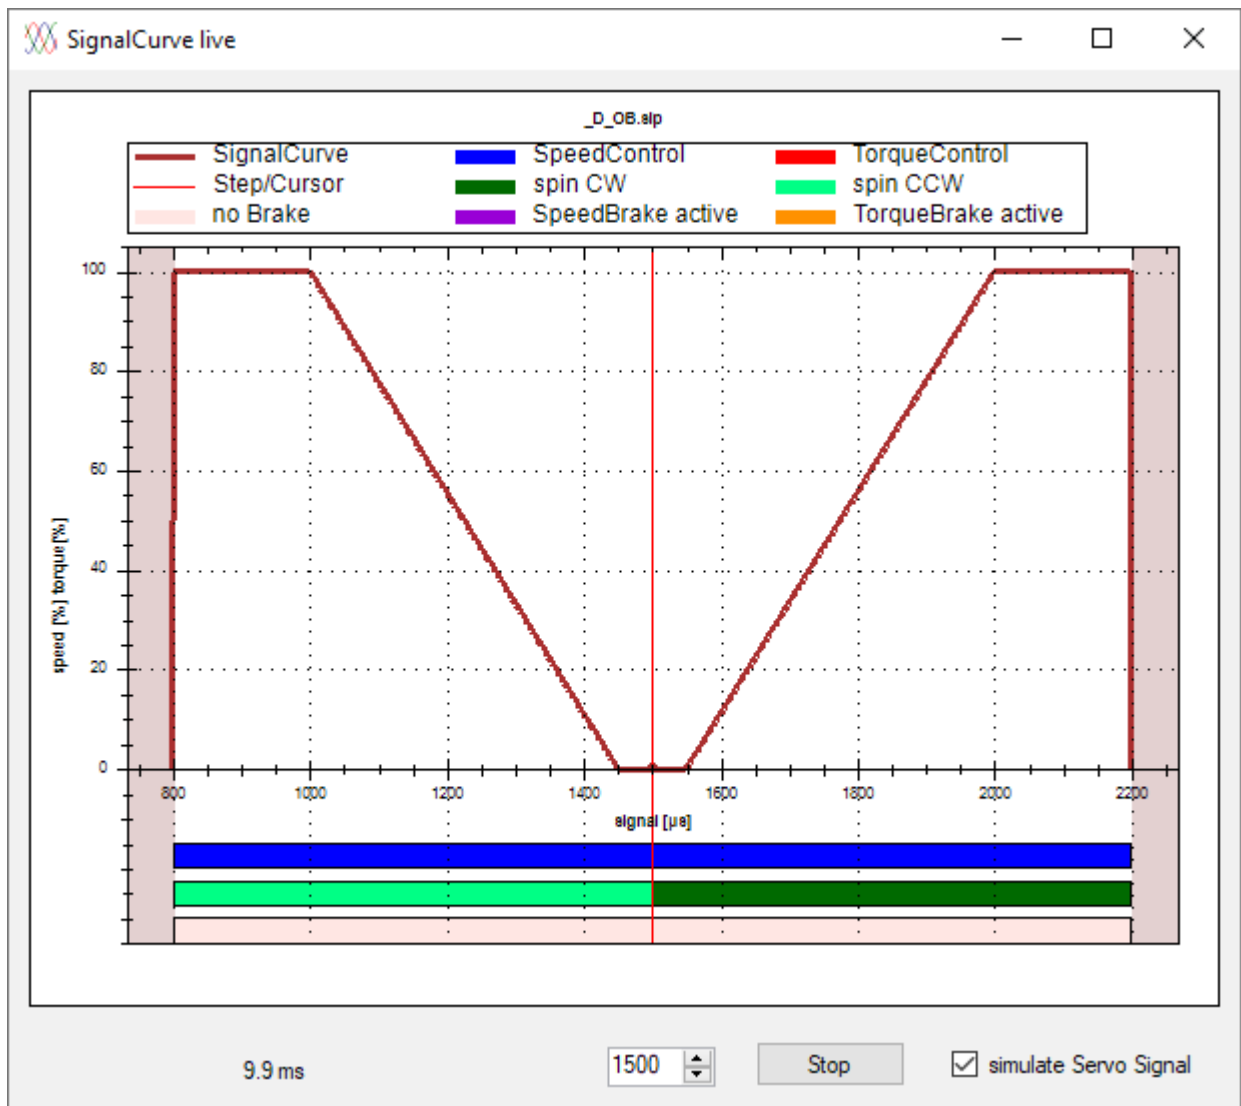 SignalCurve live
_D_OB.slp
SignalCurve SpeedControl TorqueControl
Step/Cursor spin CW spin CCW
no Brake SpeedBrake active TorqueBrake active
100
80
60
40
20
0
speed [%] torque[%]
800 1000 1200 1400 1600 1800 2000 2200
signal [µs]
9.9 ms 1500 Stop simulate Servo Signal